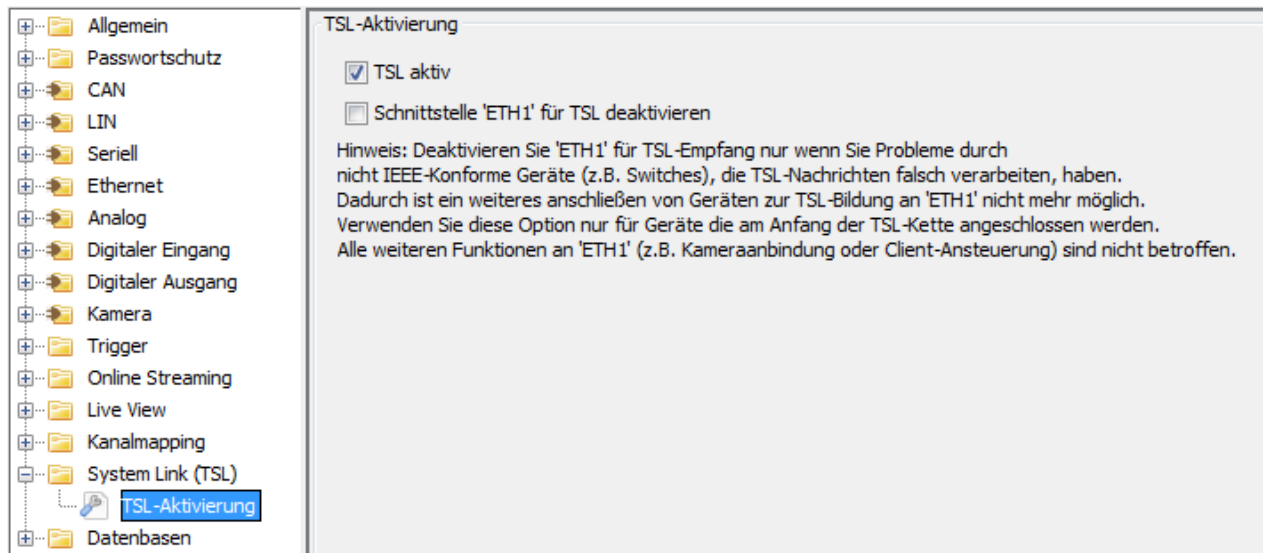 Allgemein
Passwortschutz
CAN
LIN
Seriell
Ethernet
Analog
Digitaler Eingang
Digitaler Ausgang
Kamera
Trigger
Online Streaming
Live View
Kanalmapping
System Link (TSL)
TSL-Aktivierung
Datenbasen
TSL-Aktivierung
TSL aktiv
Schnittstelle 'ETH1' für TSL deaktivieren
Hinweis: Deaktivieren Sie 'ETH1' für TSL-Empfang nur wenn Sie Probleme durch
nicht IEEE-Konforme Geräte (z.B. Switches), die TSL-Nachrichten falsch verarbeiten, haben.
Dadurch ist ein weiteres anschließen von Geräten zur TSL-Bildung an 'ETH1' nicht mehr möglich.
Verwenden Sie diese Option nur für Geräte die am Anfang der TSL-Kette angeschlossen werden.
Alle weiteren Funktionen an 'ETH1' (z.B. Kameraanbindung oder Client-Ansteuerung) sind nicht betroffen.